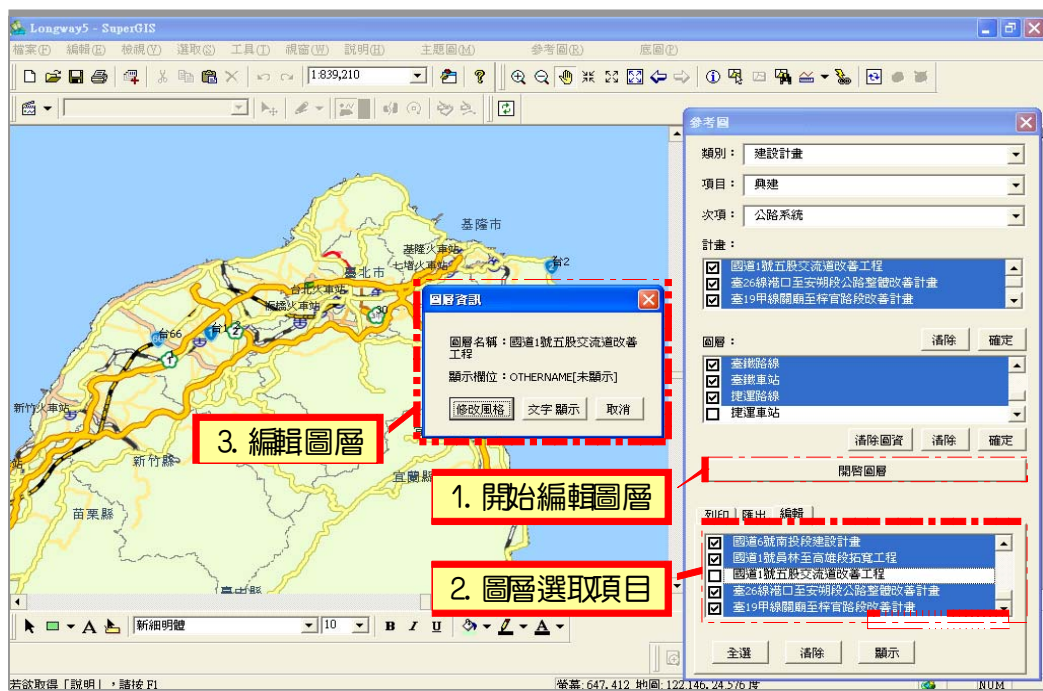 Longway5 - SuperGIS
檔案(F) 編輯(E) 檢視(V) 選取(S) 工具(T) 視窗(W) 說明(H) 主題圖(M) 參考圖(R) 底圖(P)
1:839,210
參考圖
類別： 建設計畫
項目： 興建
次項： 公路系統
計畫：
國道1號五股交流道改善工程
臺26線港口至安朔段公路整體改善計畫
臺19甲線關廟至梓官路段改善計畫
清除 確定
圖層：
臺鐵路線
臺鐵車站
捷運路線
捷運車站
清除圖資 清除 確定
開啓圖層
列印 匯出 編輯
國道6號南投段建設計畫
國道1號員林至高雄段拓寬工程
國道1號五股交流道改善工程
臺26線港口至安朔段公路整體改善計畫
臺19甲線關廟至梓官路段改善計畫
全選 清除 顯示
基隆市
基隆火車站
七堵火車站
台2
臺北市
台北火車站
板橋火車站
30
台66
1
2
1
新竹火車站
新竹縣
宜蘭縣
苗栗縣
圖層資訊
圖層名稱：國道1號五股交流道改善
工程
顯示欄位：OTHERNAME[未顯示]
修改風格 文字 顯示 取消
3. 編輯圖層
1. 開始編輯圖層
2. 圖層選取項目
A 新細明體 10 B I U A
若欲取得「說明」，請按 F1
螢幕: 647, 412 地圖: 122.146, 24.576 度
NUM